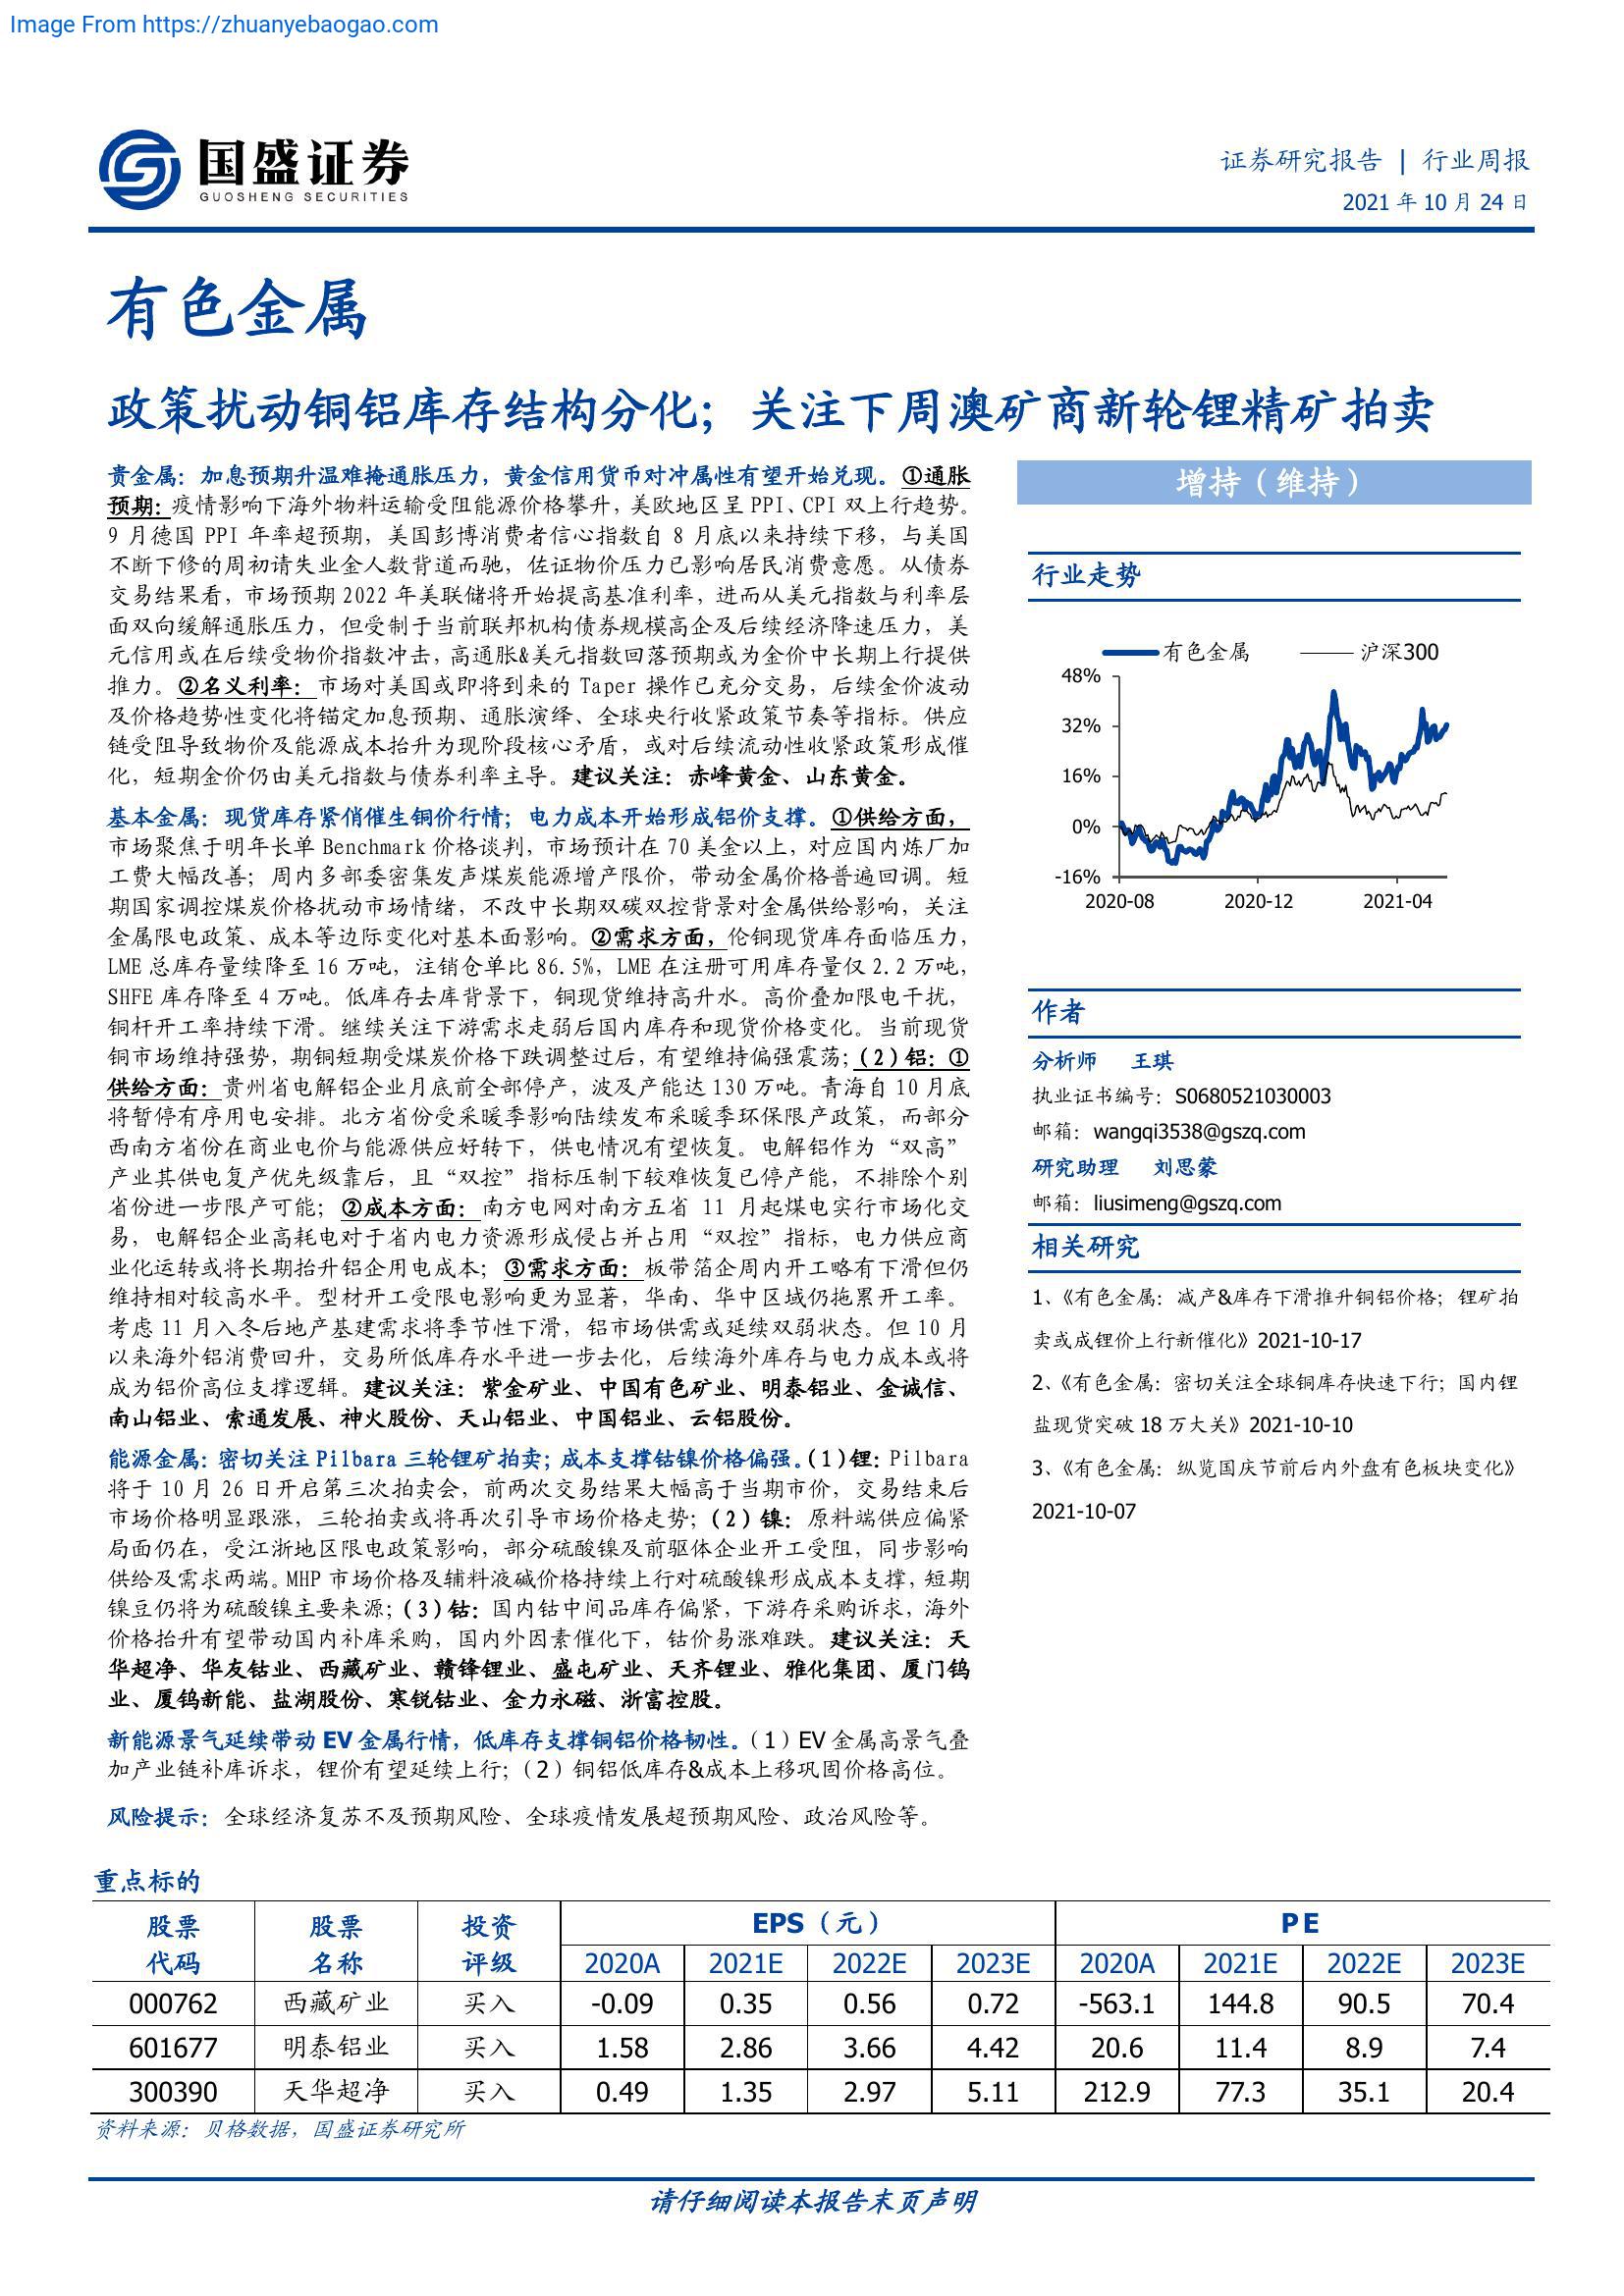 Image From https://zhuanyebaogao.com
国盛证券
GUOSHENG SECURITIES
证券研究报告 | 行业周报
2021 年 10 月 24 日
有色金属
政策扰动铜铝库存结构分化；关注下周澳矿商新轮锂精矿拍卖
贵金属：加息预期升温难掩通胀压力，黄金信用货币对冲属性有望开始兑现。①通胀
预期：疫情影响下海外物料运输受阻能源价格攀升，美欧地区呈 PPI、CPI 双上行趋势。
9 月德国 PPI 年率超预期，美国彭博消费者信心指数自 8 月底以来持续下移，与美国
不断下修的周初请失业金人数背道而驰，佐证物价压力已影响居民消费意愿。从债券
交易结果看，市场预期 2022 年美联储将开始提高基准利率，进而从美元指数与利率层
面双向缓解通胀压力，但受制于当前联邦机构债券规模高企及后续经济降速压力，美
元信用或在后续受物价指数冲击，高通胀&美元指数回落预期或为金价中长期上行提供
推力。②名义利率：市场对美国或即将到来的 Taper 操作已充分交易，后续金价波动
及价格趋势性变化将锚定加息预期、通胀演绎、全球央行收紧政策节奏等指标。供应
链受阻导致物价及能源成本抬升为现阶段核心矛盾，或对后续流动性收紧政策形成催
化，短期金价仍由美元指数与债券利率主导。建议关注：赤峰黄金、山东黄金。
基本金属：现货库存紧俏催生铜价行情；电力成本开始形成铝价支撑。①供给方面，
市场聚焦于明年长单 Benchmark 价格谈判，市场预计在 70 美金以上，对应国内炼厂加
工费大幅改善；周内多部委密集发声煤炭能源增产限价，带动金属价格普遍回调。短
期国家调控煤炭价格扰动市场情绪，不改中长期双碳双控背景对金属供给影响，关注
金属限电政策、成本等边际变化对基本面影响。②需求方面，伦铜现货库存面临压力，
LME 总库存量续降至 16 万吨，注销仓单比 86.5%，LME 在注册可用库存量仅 2.2 万吨，
SHFE 库存降至 4 万吨。低库存去库背景下，铜现货维持高升水。高价叠加限电干扰，
铜杆开工率持续下滑。继续关注下游需求走弱后国内库存和现货价格变化。当前现货
铜市场维持强势，期铜短期受煤炭价格下跌调整过后，有望维持偏强震荡；（2）铝：①
供给方面：贵州省电解铝企业月底前全部停产，波及产能达 130 万吨。青海自 10 月底
将暂停有序用电安排。北方省份受采暖季影响陆续发布采暖季环保限产政策，而部分
西南方省份在商业电价与能源供应好转下，供电情况有望恢复。电解铝作为“双高”
产业其供电复产优先级靠后，且“双控”指标压制下较难恢复已停产能，不排除个别
省份进一步限产可能；②成本方面：南方电网对南方五省 11 月起煤电实行市场化交
易，电解铝企业高耗电对于省内电力资源形成侵占并占用“双控”指标，电力供应商
业化运转或将长期抬升铝企用电成本；③需求方面：板带箔企周内开工略有下滑但仍
维持相对较高水平。型材开工受限电影响更为显著，华南、华中区域仍拖累开工率。
考虑 11 月入冬后地产基建需求将季节性下滑，铝市场供需或延续双弱状态。但 10 月
以来海外铝消费回升，交易所低库存水平进一步去化，后续海外库存与电力成本或将
成为铝价高位支撑逻辑。建议关注：紫金矿业、中国有色矿业、明泰铝业、金诚信、
南山铝业、索通发展、神火股份、天山铝业、中国铝业、云铝股份。
能源金属：密切关注 Pilbara 三轮锂矿拍卖；成本支撑钴镍价格偏强。（1）锂：Pilbara
将于 10 月 26 日开启第三次拍卖会，前两次交易结果大幅高于当期市价，交易结束后
市场价格明显跟涨，三轮拍卖或将再次引导市场价格走势；（2）镍：原料端供应偏紧
局面仍在，受江浙地区限电政策影响，部分硫酸镍及前驱体企业开工受阻，同步影响
供给及需求两端。MHP 市场价格及辅料液碱价格持续上行对硫酸镍形成成本支撑，短期
镍豆仍将为硫酸镍主要来源；（3）钴：国内钴中间品库存偏紧，下游存采购诉求，海外
价格抬升有望带动国内补库采购，国内外因素催化下，钴价易涨难跌。建议关注：天
华超净、华友钴业、西藏矿业、赣锋锂业、盛屯矿业、天齐锂业、雅化集团、厦门钨
业、厦钨新能、盐湖股份、寒锐钴业、金力永磁、浙富控股。
新能源景气延续带动 EV 金属行情，低库存支撑铜铝价格韧性。（1）EV 金属高景气叠
加产业链补库诉求，锂价有望延续上行；（2）铜铝低库存&成本上移巩固价格高位。
风险提示：全球经济复苏不及预期风险、全球疫情发展超预期风险、政治风险等。
增持（维持）
行业走势
有色金属 沪深300
48%
32%
16%
0%
-16%
2020-08 2020-12 2021-04
作者
分析师 王琪
执业证书编号：S0680521030003
邮箱：wangqi3538@gszq.com
研究助理 刘思蒙
邮箱：liusimeng@gszq.com
相关研究
1、《有色金属：减产&库存下滑推升铜铝价格；锂矿拍
卖或成锂价上行新催化》2021-10-17
2、《有色金属：密切关注全球铜库存快速下行；国内锂
盐现货突破 18 万大关》2021-10-10
3、《有色金属：纵览国庆节前后内外盘有色板块变化》
2021-10-07
重点标的
股票 股票 投资 EPS（元） PE
代码 名称 评级 2020A 2021E 2022E 2023E 2020A 2021E 2022E 2023E
000762 西藏矿业 买入 -0.09 0.35 0.56 0.72 -563.1 144.8 90.5 70.4
601677 明泰铝业 买入 1.58 2.86 3.66 4.42 20.6 11.4 8.9 7.4
300390 天华超净 买入 0.49 1.35 2.97 5.11 212.9 77.3 35.1 20.4
资料来源：贝格数据，国盛证券研究所
请仔细阅读本报告末页声明